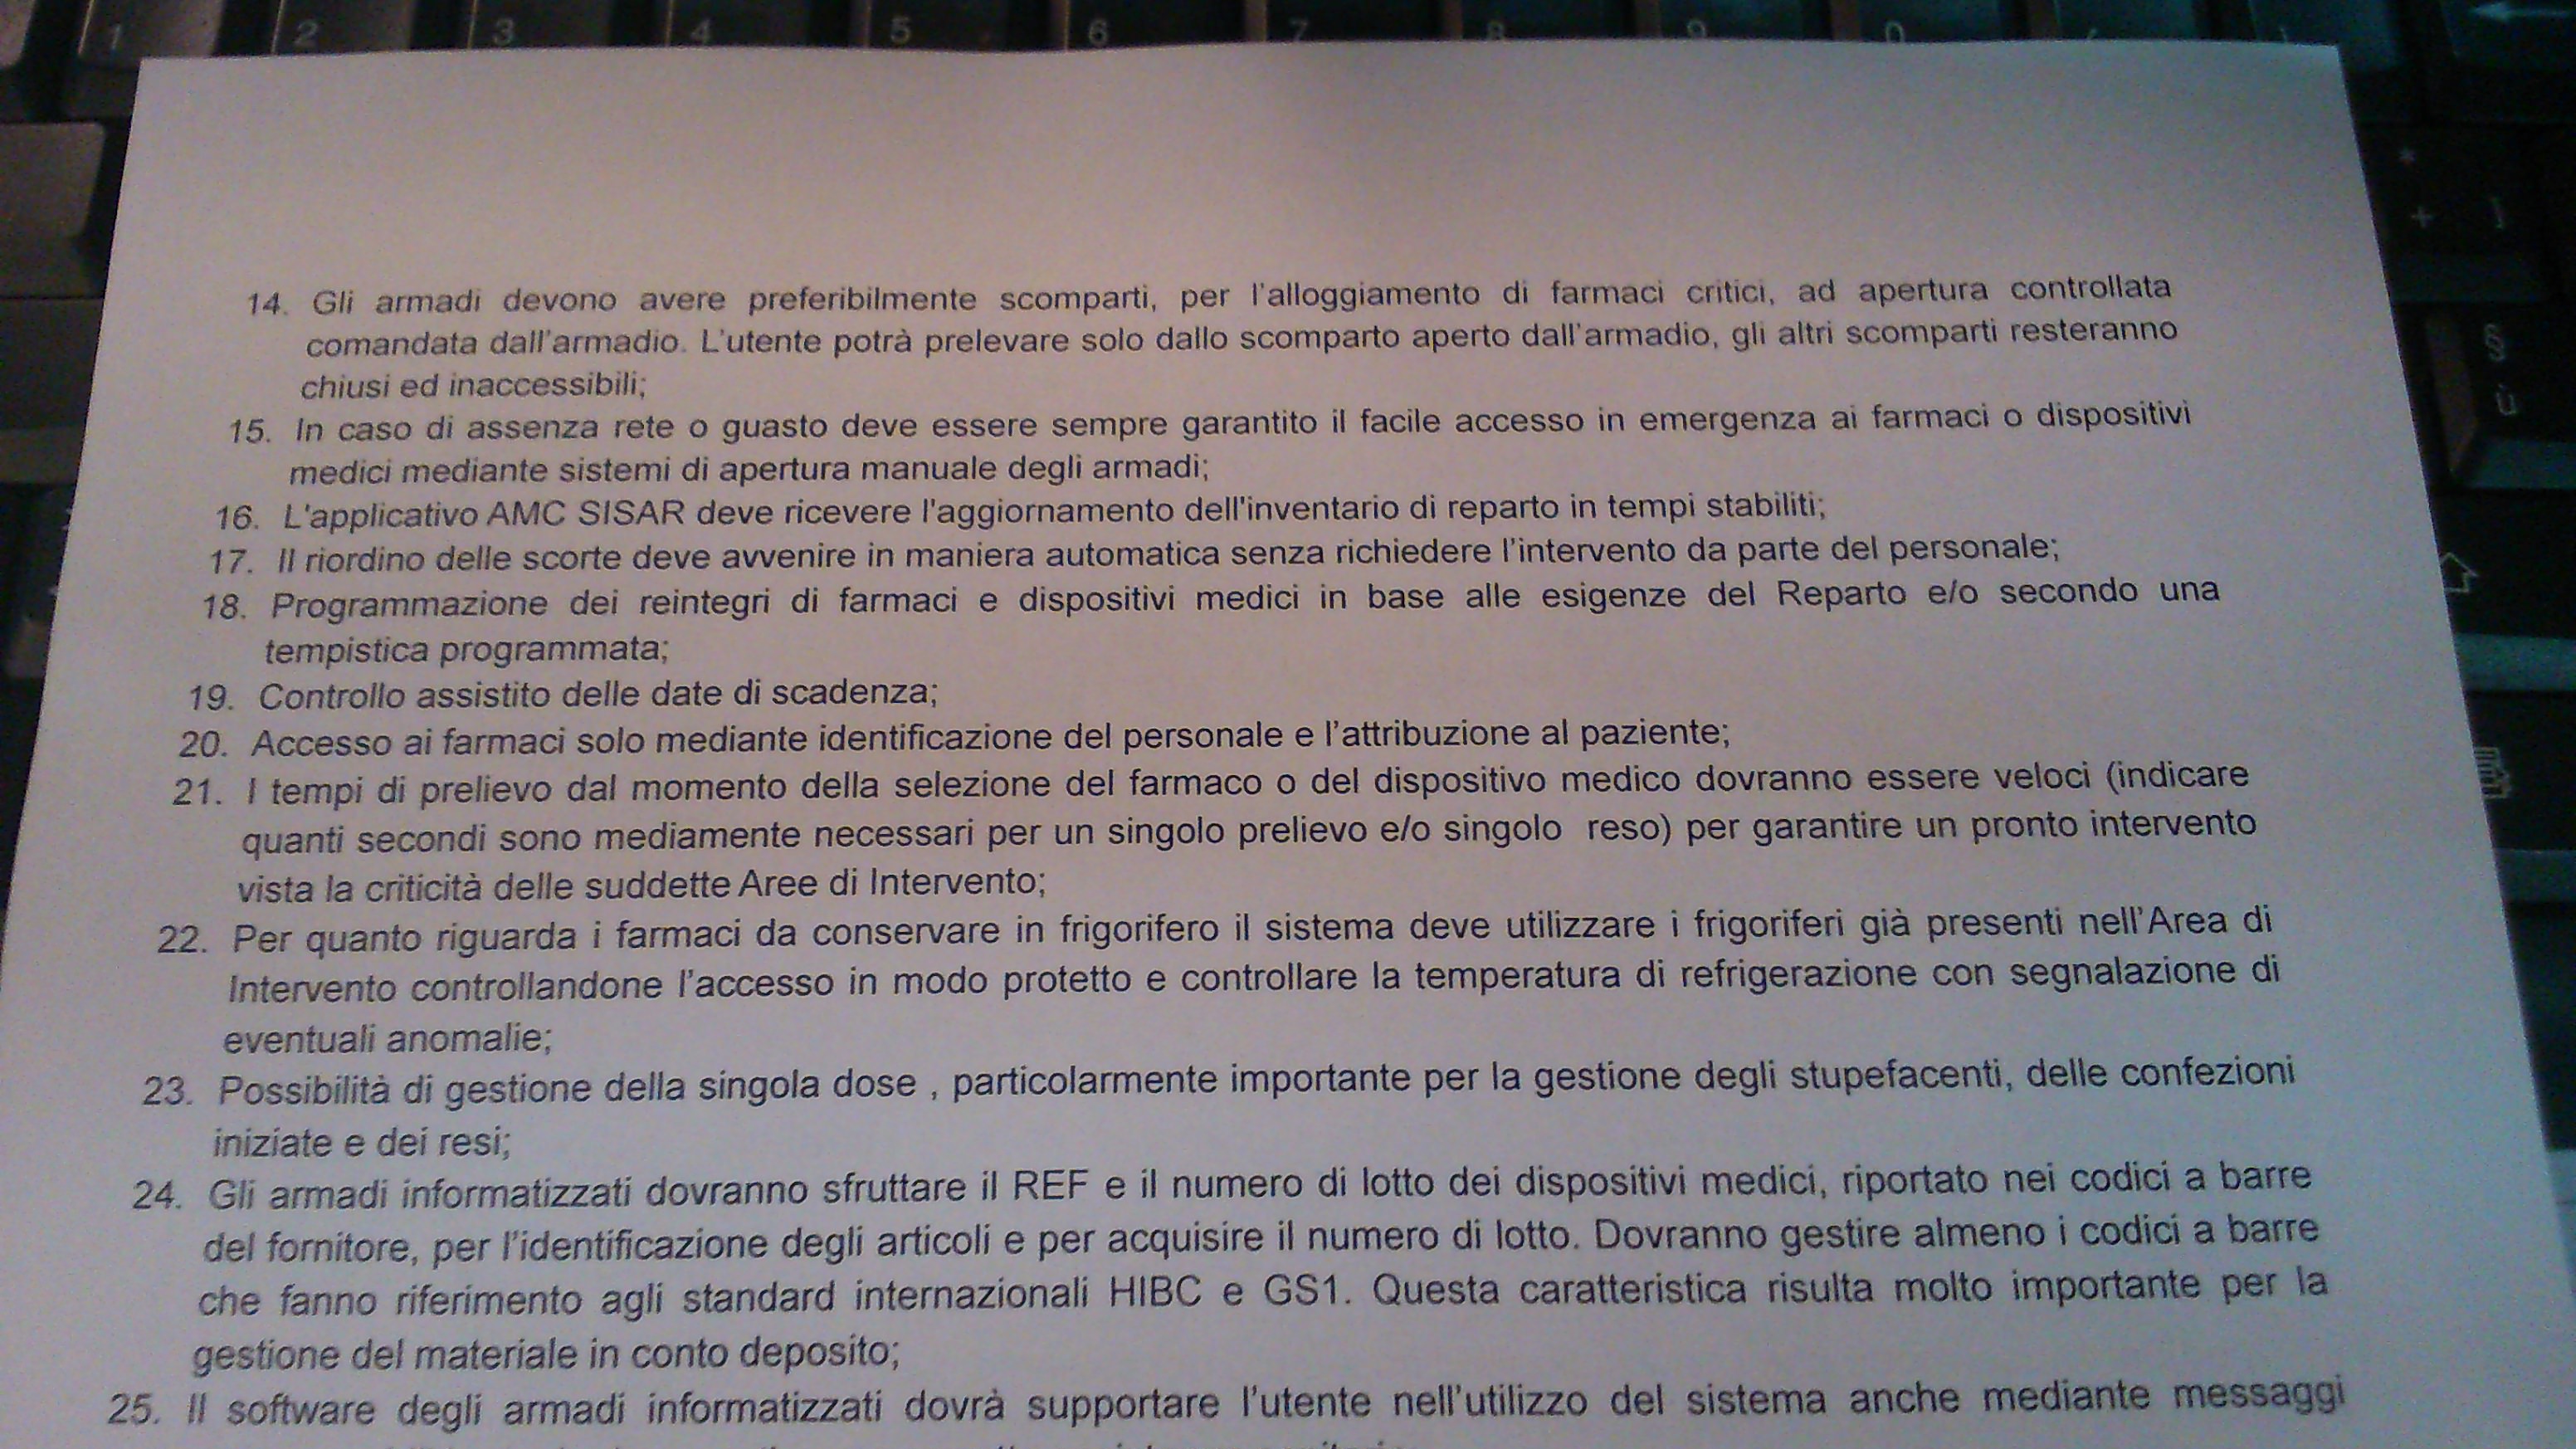 1 2 3 4 5 6 7 8 9 0
14. Gli armadi devono avere preferibilmente scomparti, per l'alloggiamento di farmaci critici, ad apertura controllata
comandata dall'armadio. L'utente potrà prelevare solo dallo scomparto aperto dall'armadio, gli altri scomparti resteranno
chiusi ed inaccessibili;
15. In caso di assenza rete o guasto deve essere sempre garantito il facile accesso in emergenza ai farmaci o dispositivi
medici mediante sistemi di apertura manuale degli armadi;
16. L'applicativo AMC SISAR deve ricevere l'aggiornamento dell'inventario di reparto in tempi stabiliti;
17. Il riordino delle scorte deve avvenire in maniera automatica senza richiedere l'intervento da parte del personale;
18. Programmazione dei reintegri di farmaci e dispositivi medici in base alle esigenze del Reparto e/o secondo una
tempistica programmata;
19. Controllo assistito delle date di scadenza;
20. Accesso ai farmaci solo mediante identificazione del personale e l'attribuzione al paziente;
21. I tempi di prelievo dal momento della selezione del farmaco o del dispositivo medico dovranno essere veloci (indicare
quanti secondi sono mediamente necessari per un singolo prelievo e/o singolo reso) per garantire un pronto intervento
vista la criticità delle suddette Aree di Intervento;
22. Per quanto riguarda i farmaci da conservare in frigorifero il sistema deve utilizzare i frigoriferi già presenti nell'Area di
Intervento controllandone l'accesso in modo protetto e controllare la temperatura di refrigerazione con segnalazione di
eventuali anomalie;
23. Possibilità di gestione della singola dose , particolarmente importante per la gestione degli stupefacenti, delle confezioni
iniziate e dei resi;
24. Gli armadi informatizzati dovranno sfruttare il REF e il numero di lotto dei dispositivi medici, riportato nei codici a barre
del fornitore, per l'identificazione degli articoli e per acquisire il numero di lotto. Dovranno gestire almeno i codici a barre
che fanno riferimento agli standard internazionali HIBC e GS1. Questa caratteristica risulta molto importante per la
gestione del materiale in conto deposito;
25. Il software degli armadi informatizzati dovrà supportare l'utente nell'utilizzo del sistema anche mediante messaggi
* + ]
§ ù